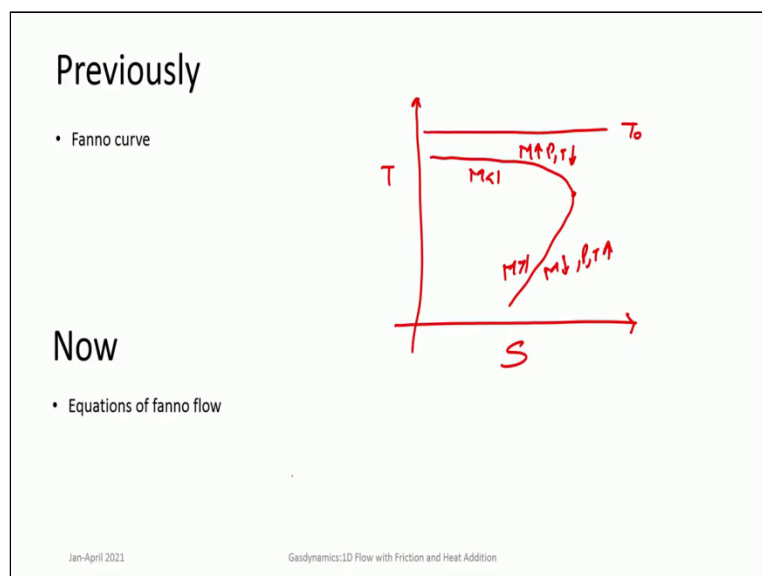 Previously
• Fanno curve
T₀
M↑ P,T↓
T
M<1
M>1
M↓,P,T↑
S
Now
• Equations of fanno flow
Jan-April 2021
Gasdynamics:1D Flow with Friction and Heat Addition